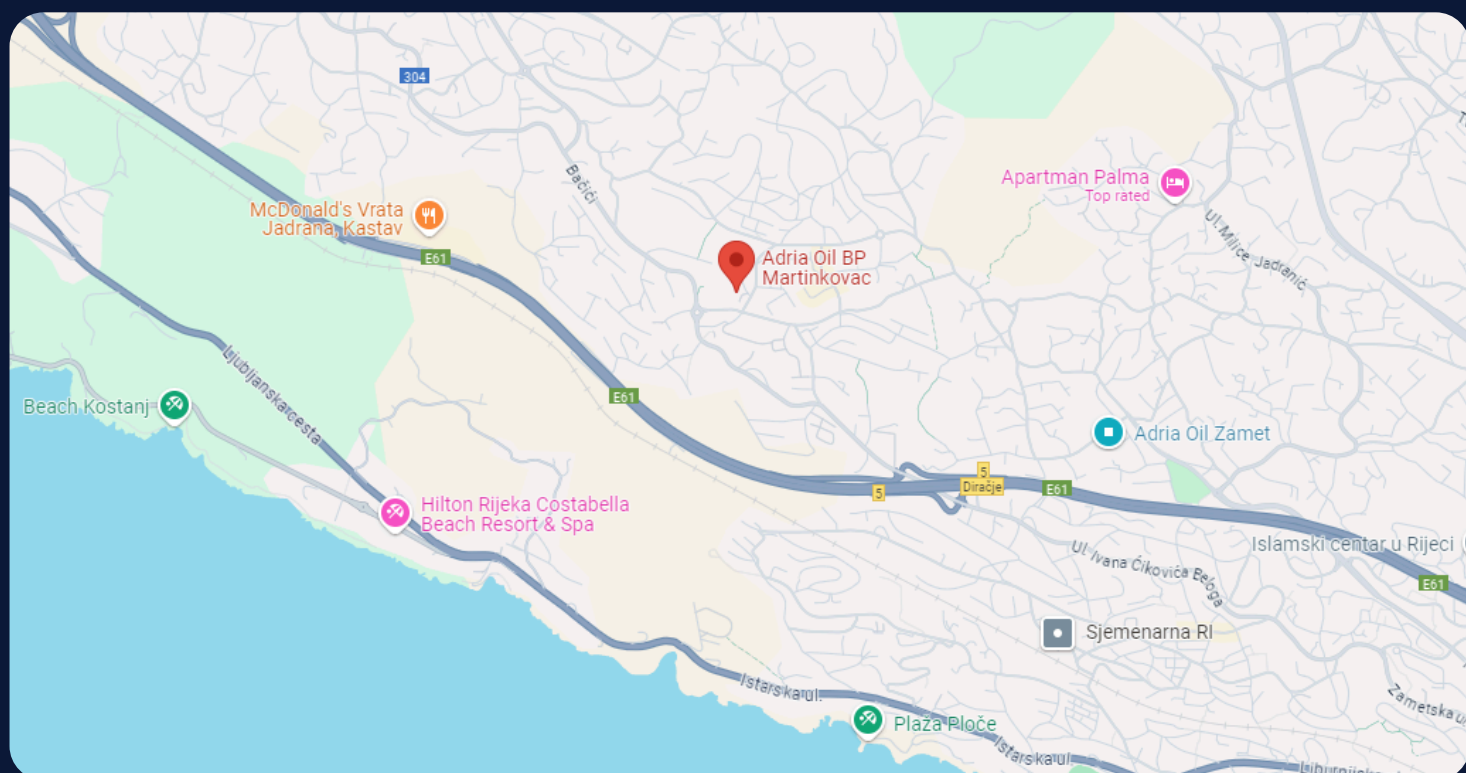 304
Bačići
McDonald's Vrata
Jadrana, Kastav
E61
Adria Oil BP
Martinkovac
Apartman Palma
Top rated
Ul. Milice Jadranić
Ljubljanska cesta
Beach Kostanj
E61
Adria Oil Zamet
5
Diračje
5
E61
Hilton Rijeka Costabella
Beach Resort & Spa
Ul. Ivana Ćikovića Belog
Islamski centar u Rijeci
E61
Sjemenarna RI
Istarska ul.
Plaža Ploče
Istarska ul.
Zametska u